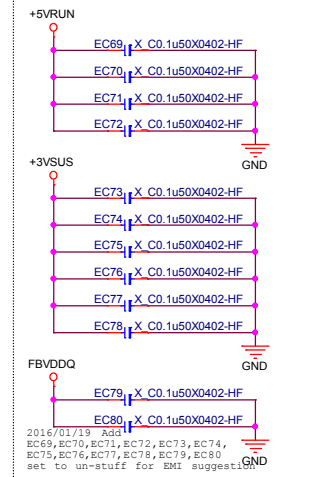 +5VRUN
EC69 X_C0.1u50X0402-HF
EC70 X_C0.1u50X0402-HF
EC71 X_C0.1u50X0402-HF
EC72 X_C0.1u50X0402-HF
GND
+3VSUS
EC73 X_C0.1u50X0402-HF
EC74 X_C0.1u50X0402-HF
EC75 X_C0.1u50X0402-HF
EC76 X_C0.1u50X0402-HF
EC77 X_C0.1u50X0402-HF
EC78 X_C0.1u50X0402-HF
GND
FBVDDQ
EC79 X_C0.1u50X0402-HF
EC80 X_C0.1u50X0402-HF
2016/01/19 Add
EC69,EC70,EC71,EC72,EC73,EC74,
EC75,EC76,EC77,EC78,EC79,EC80
set to un-stuff for EMI suggestion
GND